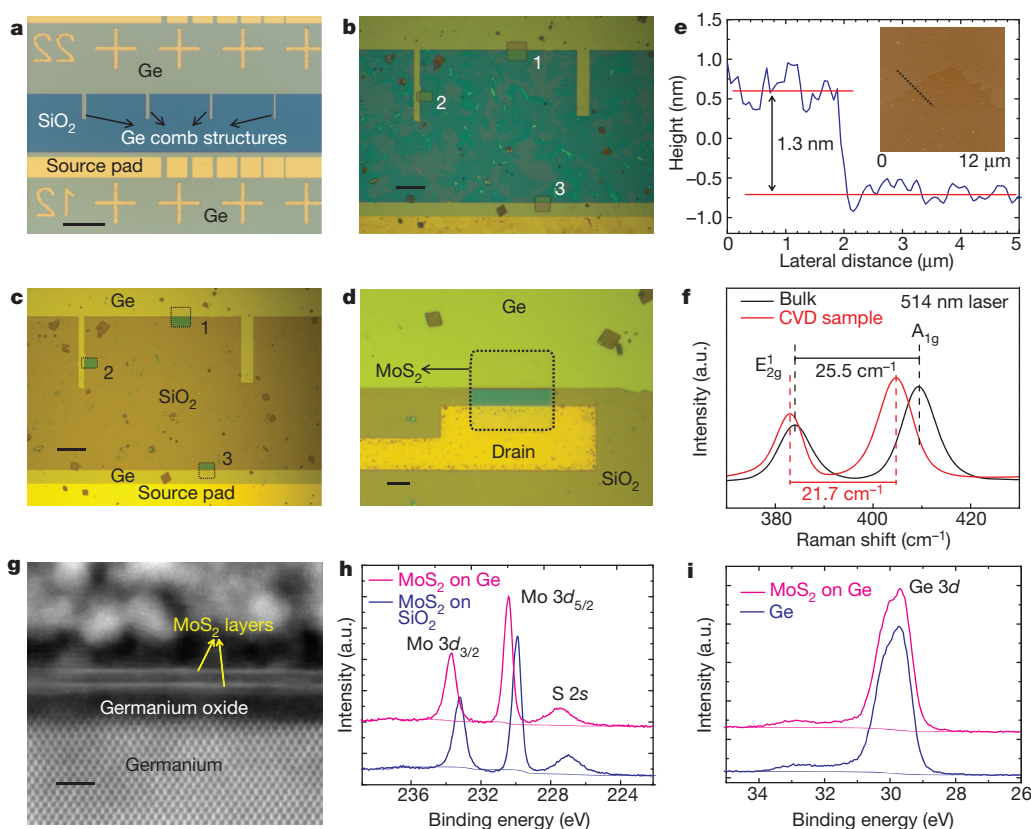 a
22
Ge
SiO₂
Ge comb structures
Source pad
12
Ge
b
1
2
3
c
Ge
1
2
SiO₂
3
Ge
Source pad
d
Ge
MoS₂
Drain
SiO₂
e
Height (nm)
1.0
0.5
0.0
−0.5
−1.0
1.3 nm
0 12 μm
0 1 2 3 4 5
Lateral distance (μm)
f
Bulk
CVD sample
514 nm laser
A₁g
E¹₂g
25.5 cm⁻¹
21.7 cm⁻¹
Intensity (a.u.)
380 400 420
Raman shift (cm⁻¹)
g
MoS₂ layers
Germanium oxide
Germanium
h
MoS₂ on Ge
MoS₂ on
SiO₂
Mo 3d₅/₂
Mo 3d₃/₂
S 2s
Intensity (a.u.)
236 233 230 227 224
Binding energy (eV)
i
MoS₂ on Ge
Ge
Ge 3d
Intensity (a.u.)
34 32 30 28 26
Binding energy (eV)